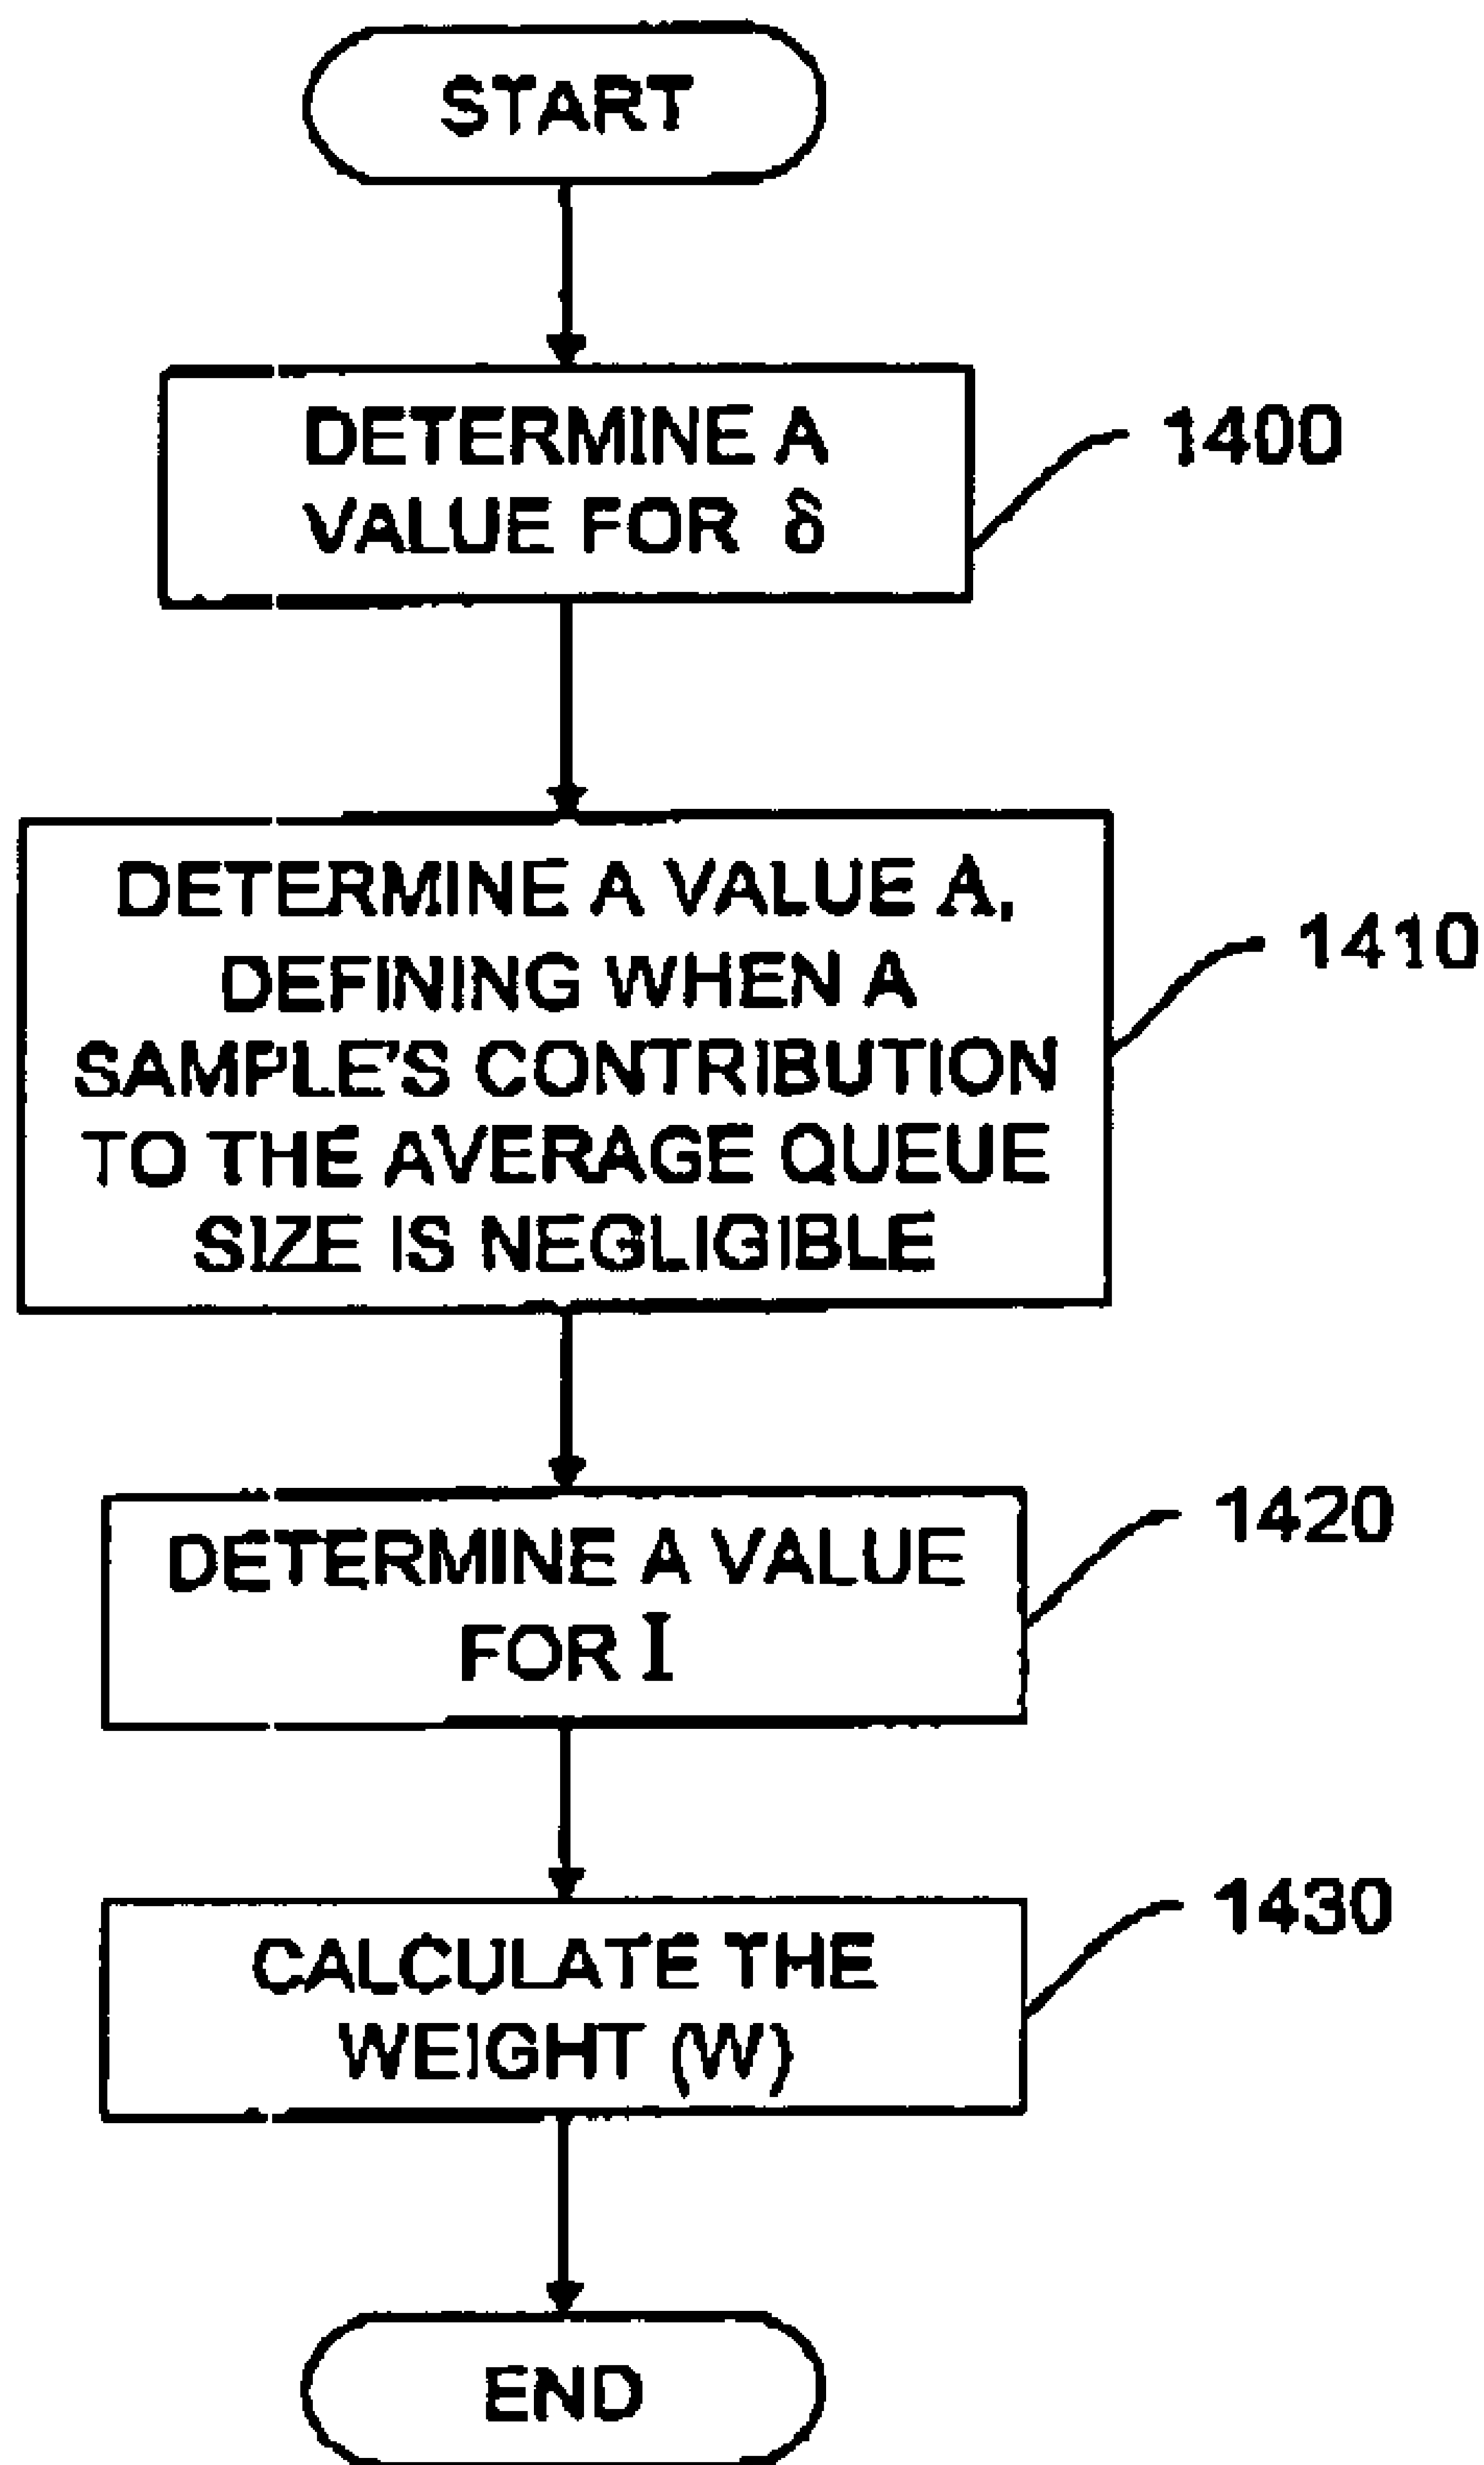 START
DETERMINE A
VALUE FOR δ
1400
DETERMINE A VALUE A,
DEFINING WHEN A
SAMPLE'S CONTRIBUTION
TO THE AVERAGE QUEUE
SIZE IS NEGLIGIBLE
1410
DETERMINE A VALUE
FOR I
1420
CALCULATE THE
WEIGHT (W)
1430
END